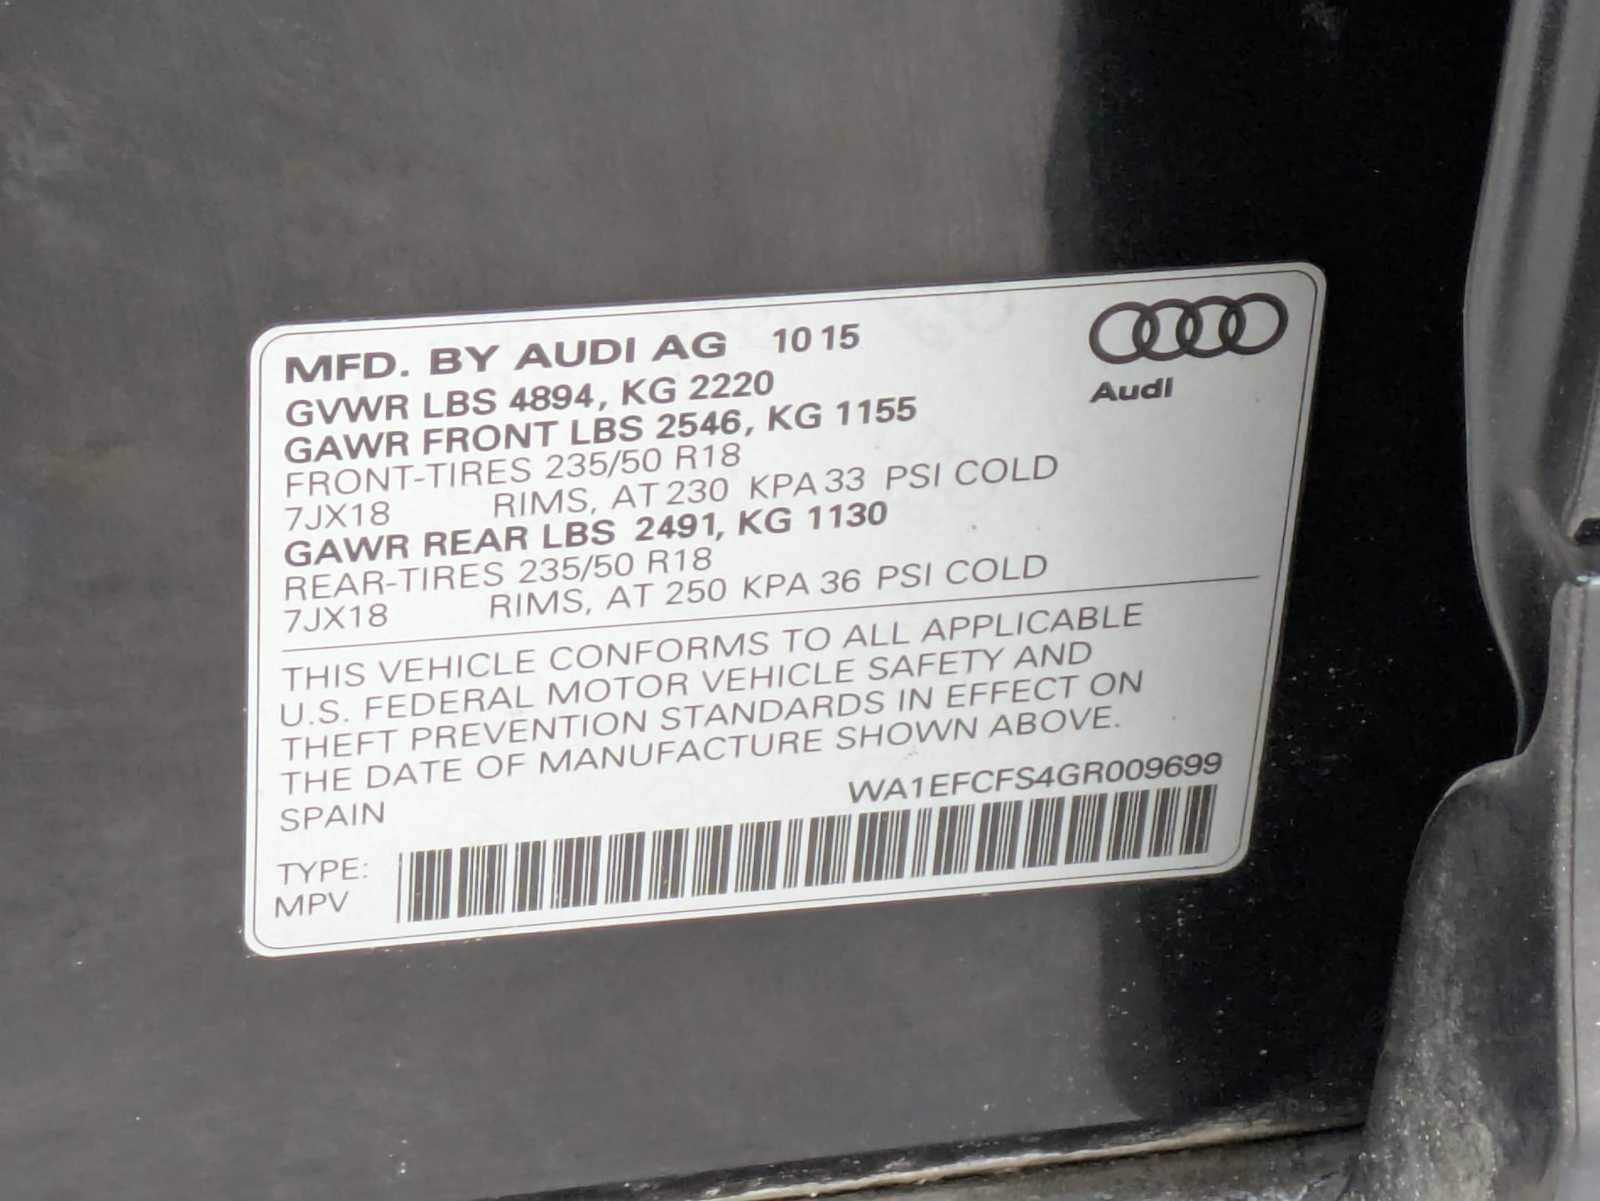 MFD. BY AUDI AG 10 15
GVWR LBS 4894, KG 2220
GAWR FRONT LBS 2546, KG 1155
FRONT-TIRES 235/50 R18
7JX18 RIMS, AT 230 KPA 33 PSI COLD
GAWR REAR LBS 2491, KG 1130
REAR-TIRES 235/50 R18
7JX18 RIMS, AT 250 KPA 36 PSI COLD
Audi
THIS VEHICLE CONFORMS TO ALL APPLICABLE
U.S. FEDERAL MOTOR VEHICLE SAFETY AND
THEFT PREVENTION STANDARDS IN EFFECT ON
THE DATE OF MANUFACTURE SHOWN ABOVE.
SPAIN WA1EFCFS4GR009699
TYPE:
MPV